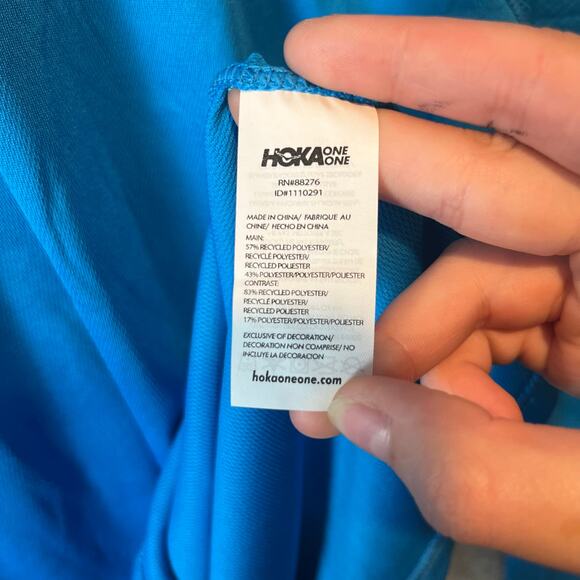 HOKA ONE ONE
RN#88276
ID#1110291
MADE IN CHINA/ FABRIQUE AU
CHINE/ HECHO EN CHINA
MAIN:
57% RECYCLED POLYESTER/
RECYCLÉ POLYESTER/
RECYCLED POLIESTER
43% POLYESTER/POLYESTER/POLIESTER
CONTRAST:
83% RECYCLED POLYESTER/
RECYCLÉ POLYESTER/
RECYCLED POLIESTER
17% POLYESTER/POLYESTER/POLIESTER
EXCLUSIVE OF DECORATION/
DECORATION NON COMPRISE/ NO
INCLUYE LA DECORACION
hokaoneone.com